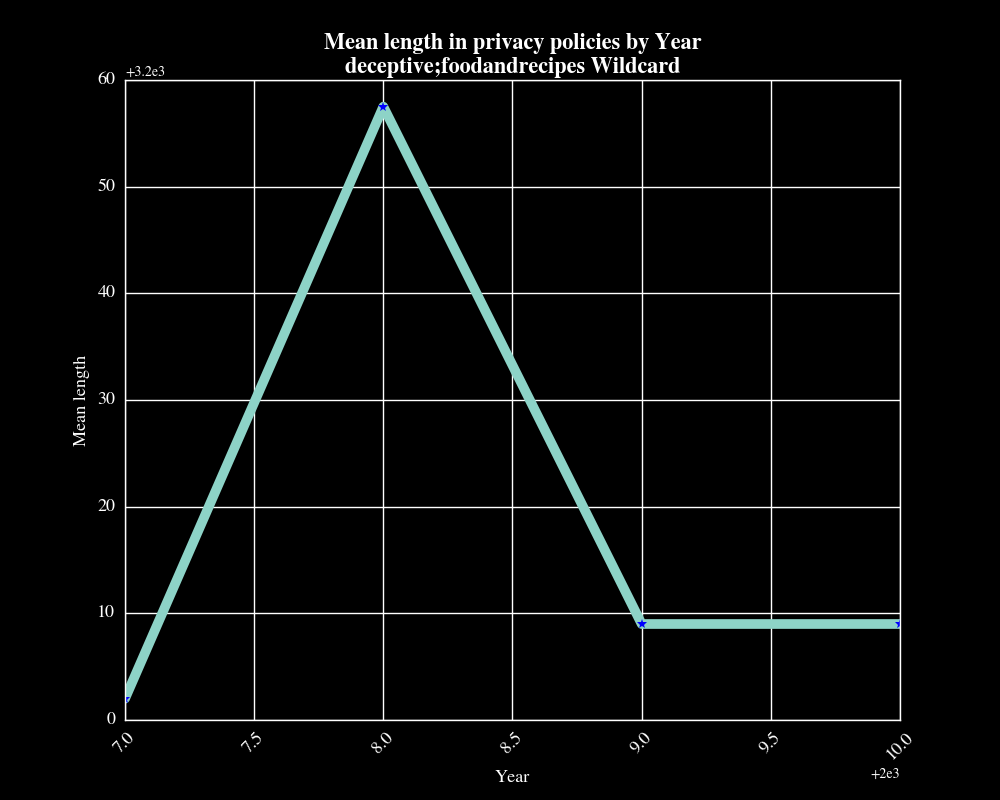 Mean length in privacy policies by Year
deceptive;foodandrecipes Wildcard
+3.2e3
60
50
40
30
20
10
0
Mean length
7.0
7.5
8.0
8.5
9.0
9.5
10.0
Year
+2e3